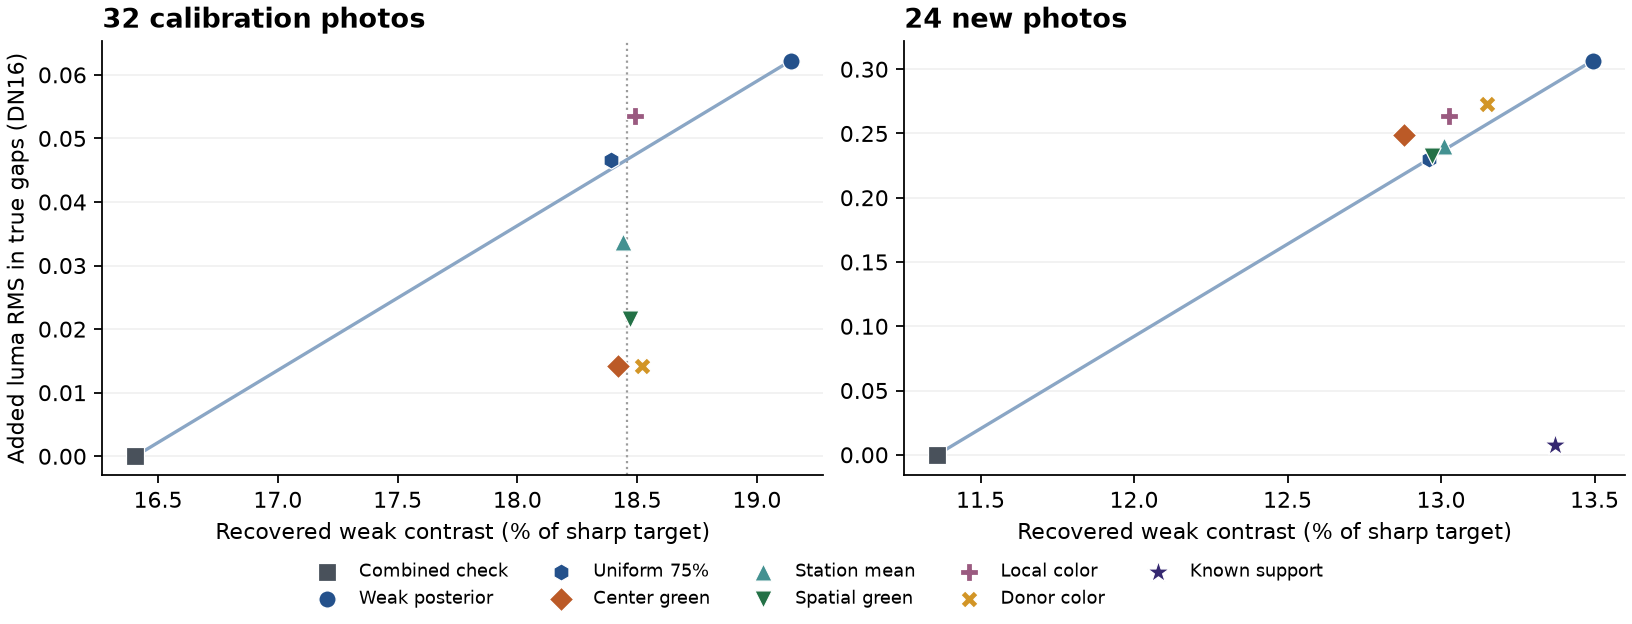 32 calibration photos
24 new photos
Added luma RMS in true gaps (DN16)
0.06
0.05
0.04
0.03
0.02
0.01
0.00
16.5 17.0 17.5 18.0 18.5 19.0
Recovered weak contrast (% of sharp target)
0.30
0.25
0.20
0.15
0.10
0.05
0.00
11.5 12.0 12.5 13.0 13.5
Recovered weak contrast (% of sharp target)
Combined check
Weak posterior
Uniform 75%
Center green
Station mean
Spatial green
Local color
Donor color
Known support